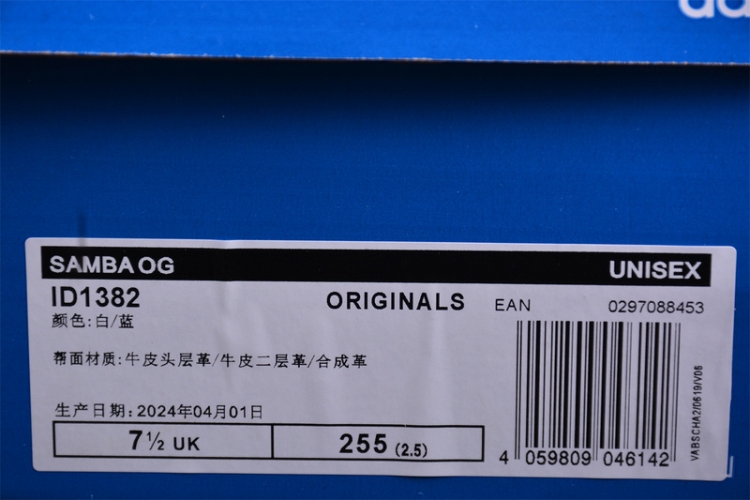 SAMBA OG UNISEX
ID1382 ORIGINALS EAN 0297088453
颜色:白/蓝
帮面材质:牛皮头层革/牛皮二层革/合成革
生产日期:2024年04月01日
7½ UK 255 (2.5)
4 059809 046142
VABSCHA2/0619/V06